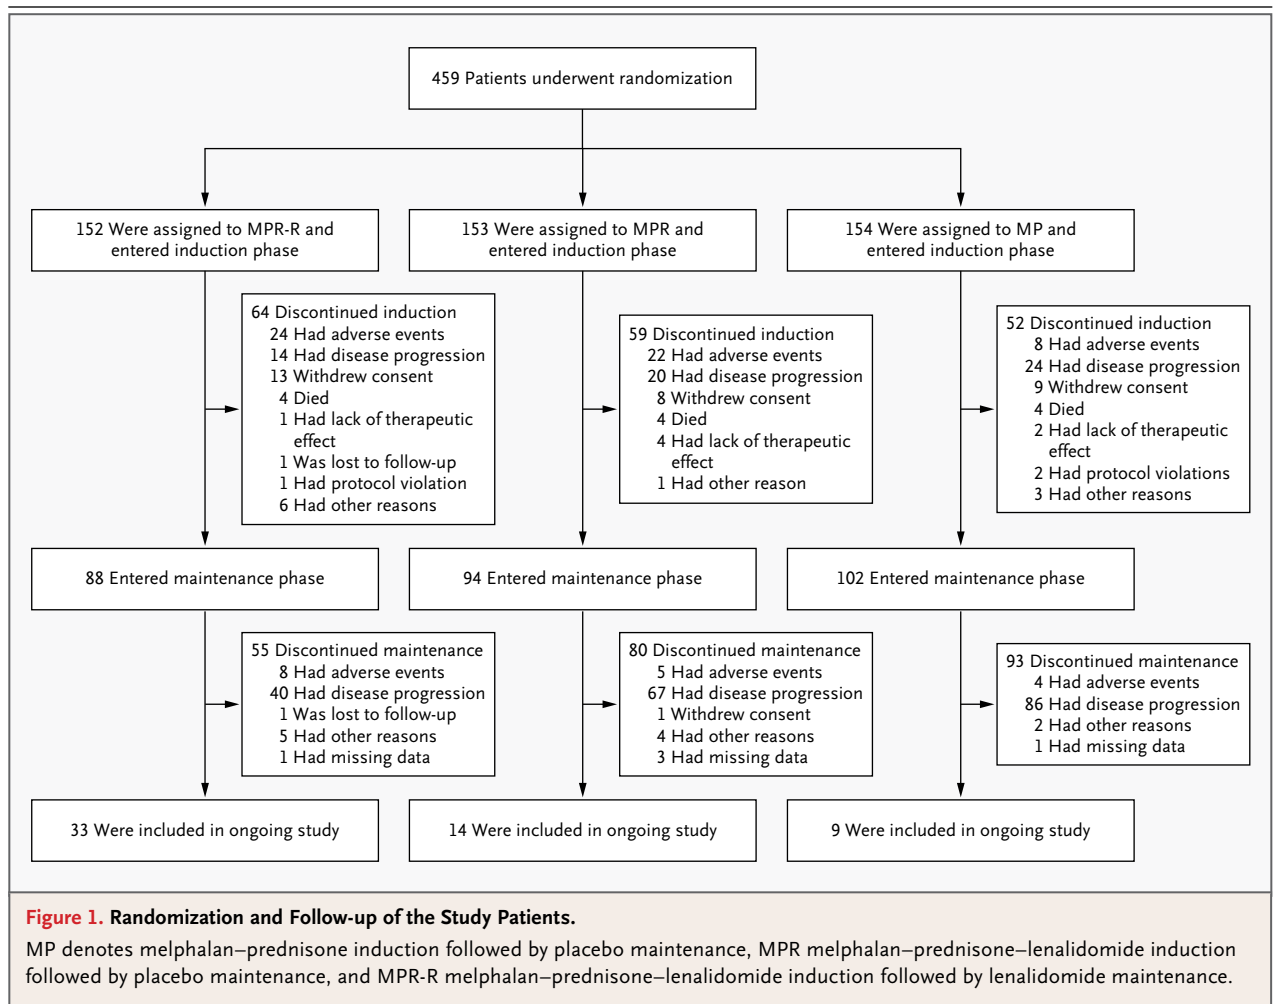 459 Patients underwent randomization
152 Were assigned to MPR-R and
entered induction phase
153 Were assigned to MPR and
entered induction phase
154 Were assigned to MP and
entered induction phase
64 Discontinued induction
24 Had adverse events
14 Had disease progression
13 Withdrew consent
4 Died
1 Had lack of therapeutic
effect
1 Was lost to follow-up
1 Had protocol violation
6 Had other reasons
59 Discontinued induction
22 Had adverse events
20 Had disease progression
8 Withdrew consent
4 Died
4 Had lack of therapeutic
effect
1 Had other reason
52 Discontinued induction
8 Had adverse events
24 Had disease progression
9 Withdrew consent
4 Died
2 Had lack of therapeutic
effect
2 Had protocol violations
3 Had other reasons
88 Entered maintenance phase
94 Entered maintenance phase
102 Entered maintenance phase
55 Discontinued maintenance
8 Had adverse events
40 Had disease progression
1 Was lost to follow-up
5 Had other reasons
1 Had missing data
80 Discontinued maintenance
5 Had adverse events
67 Had disease progression
1 Withdrew consent
4 Had other reasons
3 Had missing data
93 Discontinued maintenance
4 Had adverse events
86 Had disease progression
2 Had other reasons
1 Had missing data
33 Were included in ongoing study
14 Were included in ongoing study
9 Were included in ongoing study
Figure 1. Randomization and Follow-up of the Study Patients.
MP denotes melphalan–prednisone induction followed by placebo maintenance, MPR melphalan–prednisone–lenalidomide induction
followed by placebo maintenance, and MPR-R melphalan–prednisone–lenalidomide induction followed by lenalidomide maintenance.